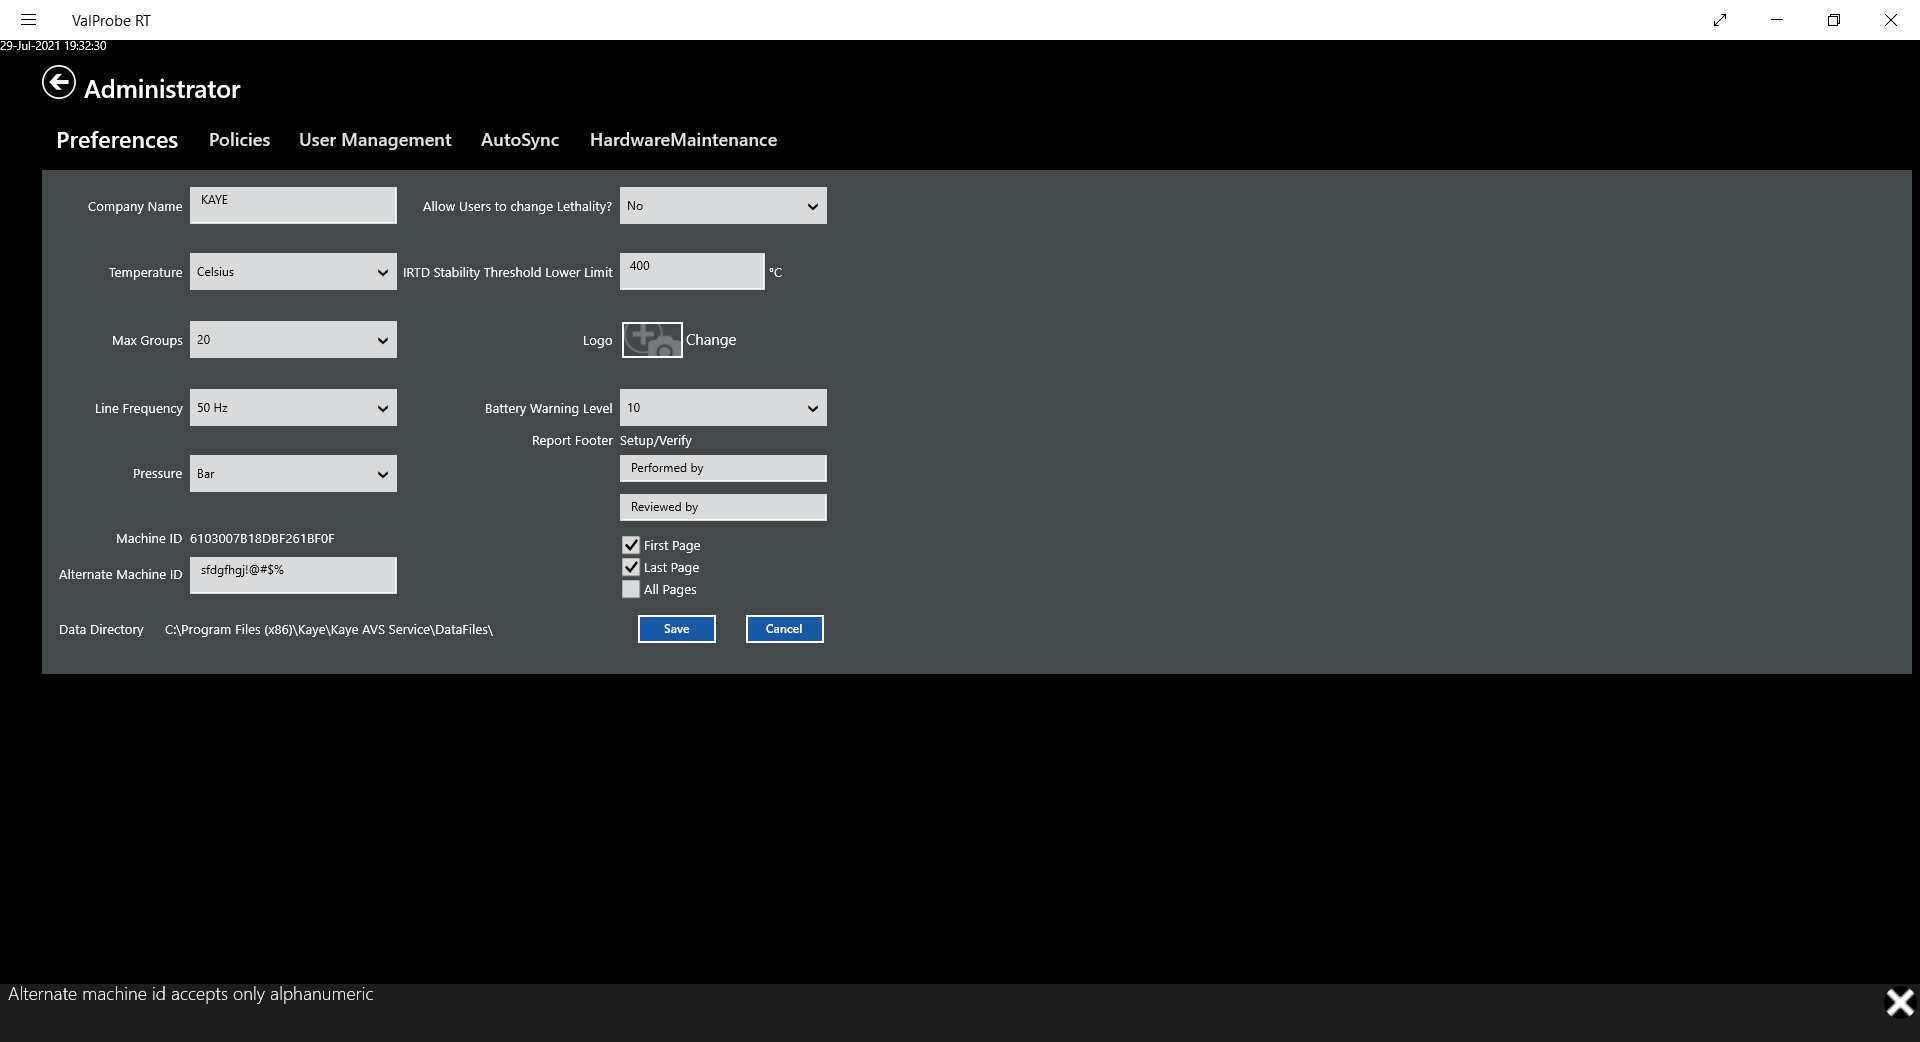 ValProbe RT
29-Jul-2021 19:32:30
Administrator
Preferences Policies User Management AutoSync HardwareMaintenance
Company Name KAYE Allow Users to change Lethality? No
Temperature Celsius IRTD Stability Threshold Lower Limit 400 °C
Max Groups 20 Logo Change
Line Frequency 50 Hz Battery Warning Level 10
Report Footer Setup/Verify
Pressure Bar Performed by
Reviewed by
Machine ID 6103007B18DBF261BF0F First Page
Alternate Machine ID sfdgfhgj!@#$% Last Page
All Pages
Data Directory C:\Program Files (x86)\Kaye\Kaye AVS Service\DataFiles\ Save Cancel
Alternate machine id accepts only alphanumeric